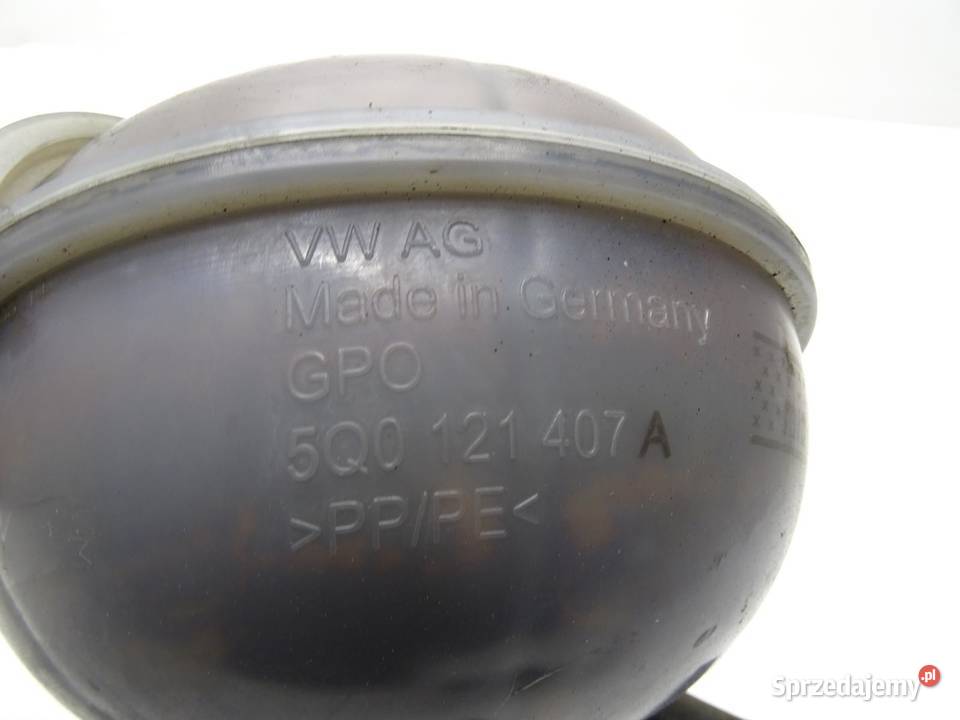 VW AG
Made in Germany
GPO
5Q0 121 407 A
>PP/PE<
Sprzedajemy.pl